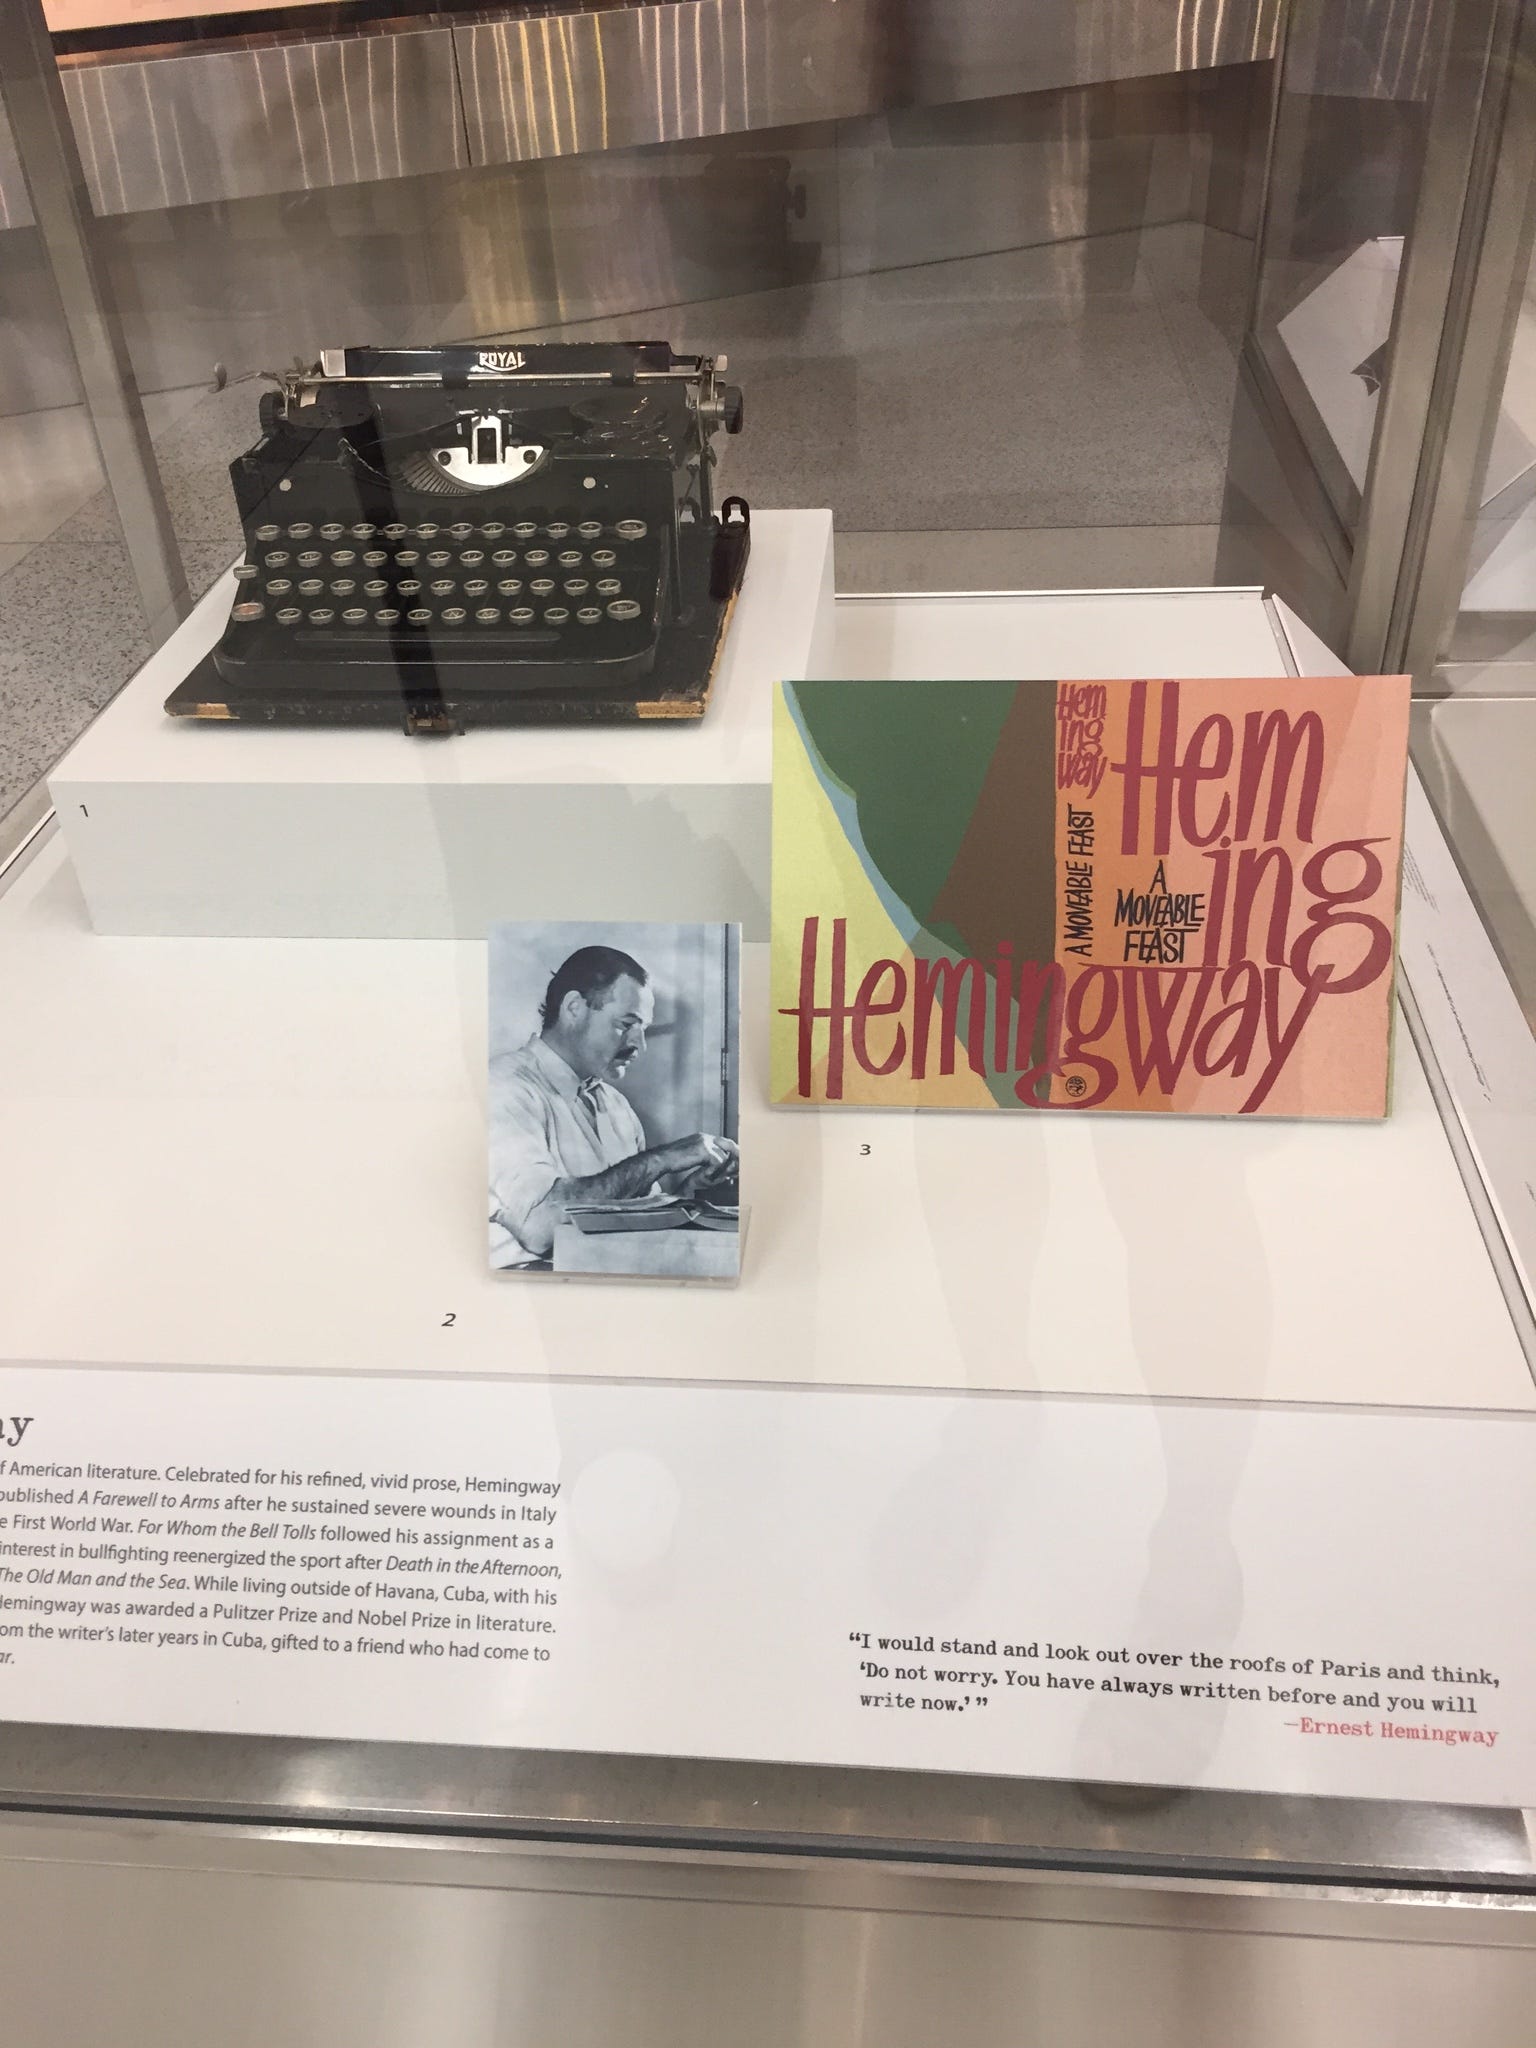 ROYAL
1
Hem
ing
way
A MOVEABLE FEAST
Hem
ing
A
MOVEABLE
FEAST
way
Hemingway
3
2
ay
f American literature. Celebrated for his refined, vivid prose, Hemingway
published A Farewell to Arms after he sustained severe wounds in Italy
e First World War. For Whom the Bell Tolls followed his assignment as a
interest in bullfighting reenergized the sport after Death in the Afternoon,
The Old Man and the Sea. While living outside of Havana, Cuba, with his
Hemingway was awarded a Pulitzer Prize and Nobel Prize in literature.
om the writer's later years in Cuba, gifted to a friend who had come to
ar.
“I would stand and look out over the roofs of Paris and think,
‘Do not worry. You have always written before and you will
write now.’ ”
—Ernest Hemingway